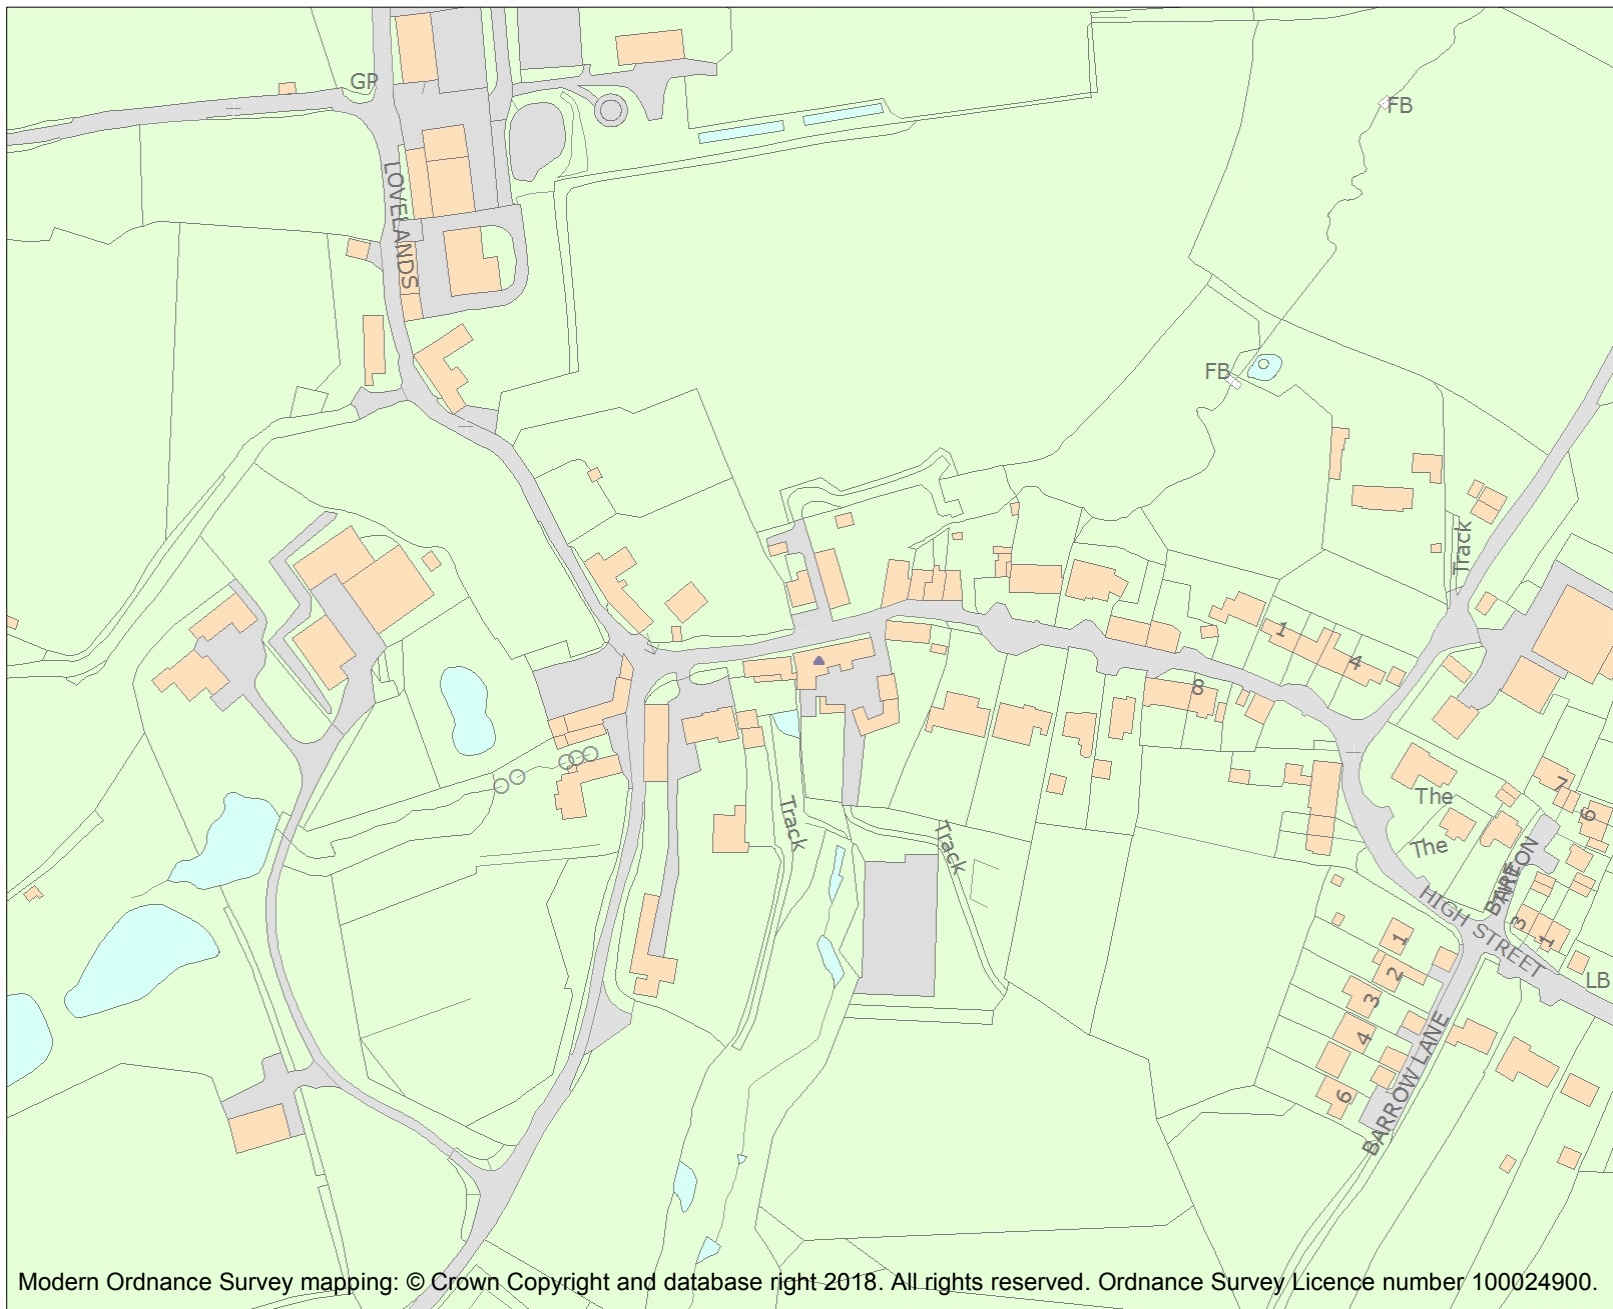 GP
FB
LOVELANDS
FB
Track
1
4
8
7
The
6
Track
Track
The
BARTON
HIGH STREET
3
1
1
2
LB
3
4
BARROW LANE
6
Modern Ordnance Survey mapping: © Crown Copyright and database right 2018. All rights reserved. Ordnance Survey Licence number 100024900.